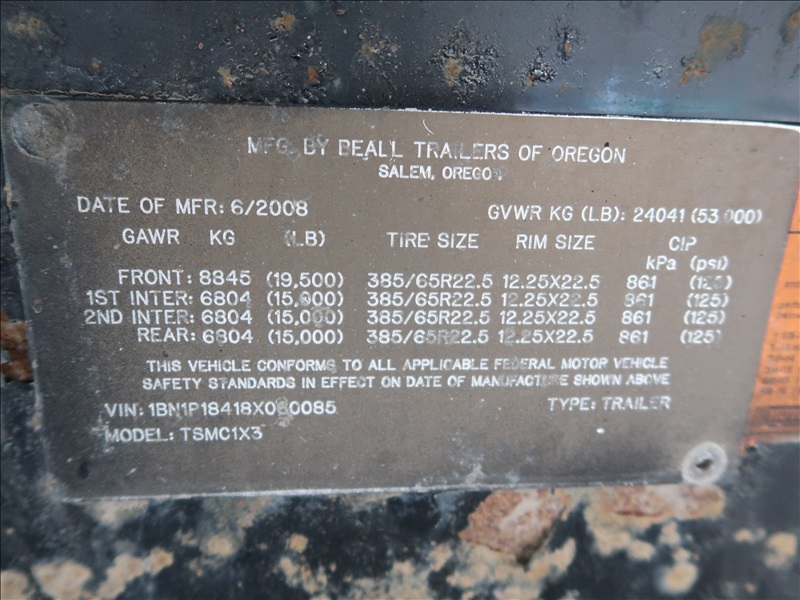 MFG. BY BEALL TRAILERS OF OREGON
SALEM, OREGON
DATE OF MFR: 6/2008 GVWR KG (LB): 24041 (53,000)
GAWR KG (LB) TIRE SIZE RIM SIZE CIP
kPa (psi)
FRONT: 8845 (19,500) 385/65R22.5 12.25X22.5 861 (125)
1ST INTER: 6804 (15,000) 385/65R22.5 12.25X22.5 861 (125)
2ND INTER: 6804 (15,000) 385/65R22.5 12.25X22.5 861 (125)
REAR: 6804 (15,000) 385/65R22.5 12.25X22.5 861 (125)
THIS VEHICLE CONFORMS TO ALL APPLICABLE FEDERAL MOTOR VEHICLE
SAFETY STANDARDS IN EFFECT ON DATE OF MANUFACTURE SHOWN ABOVE
VIN: TYPE: TRAILER
MODEL: TSMC1X3